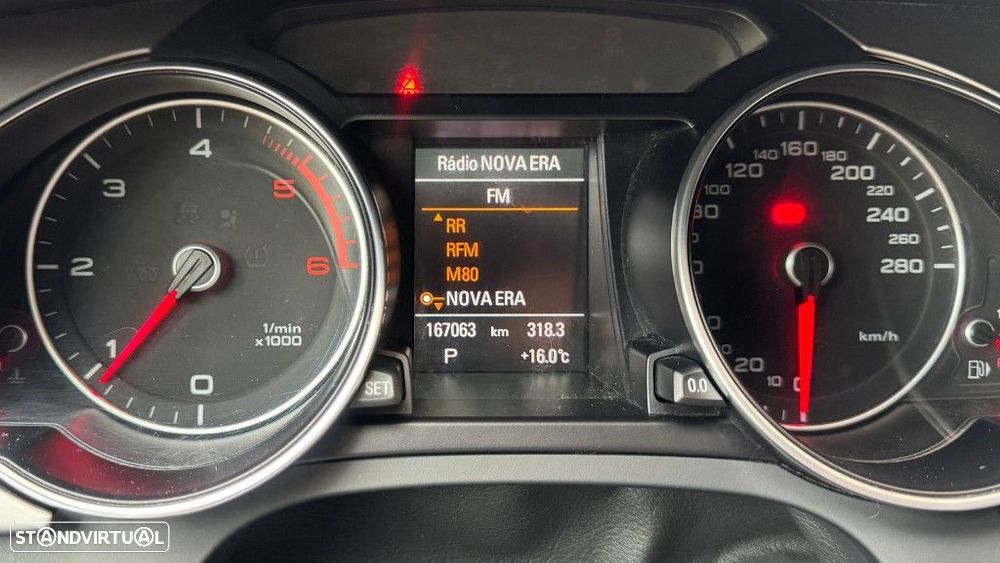 Rádio NOVA ERA
FM
RR
RFM
M80
NOVA ERA
167063 km 318.3
P +16.0°C
0
1
2
3
4
5
6
1/min
x1000
SET
0.0
0
10
20
100
120
140
160
180
200
220
240
260
280
km/h
STANDVIRTUAL